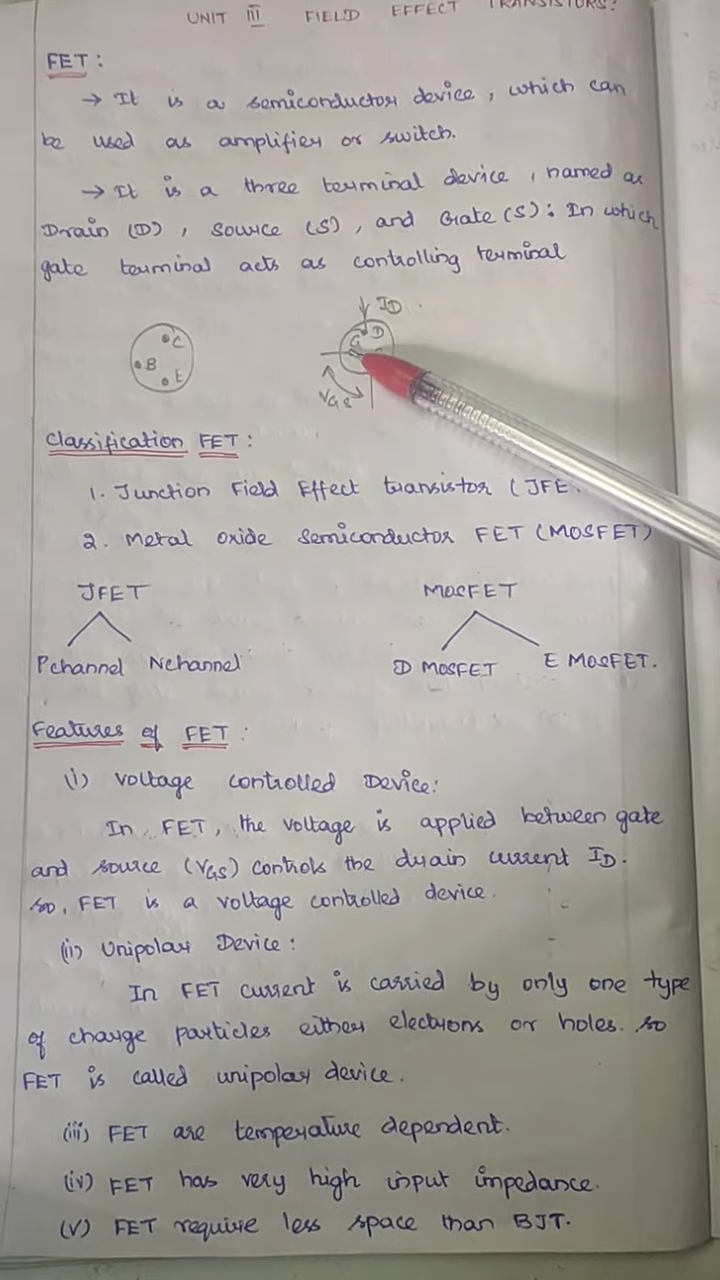 UNIT III FIELD EFFECT TRANSISTORS:
FET:
→ It is a semiconductor device, which can
be used as amplifier or switch.
→ It is a three terminal device, named as
Drain (D), Source (S), and Gate (S): In which
gate terminal acts as controlling terminal
ID
C
B
E
D
G
VGS
Classification FET:
1. Junction Field Effect transistor (JFE
2. Metal oxide Semiconductor FET (MOSFET)
JFET MOSFET
Pchannel Nchannel D MOSFET E MOSFET.
Features of FET:
(i) Voltage controlled Device:
In FET, the voltage is applied between gate
and source (VGS) controls the drain current ID.
so, FET is a voltage controlled device.
(ii) Unipolar Device:
In FET current is carried by only one type
of charge particles either electrons or holes. so
FET is called unipolar device.
(iii) FET are temperature dependent.
(iv) FET has very high input impedance.
(v) FET require less space than BJT.